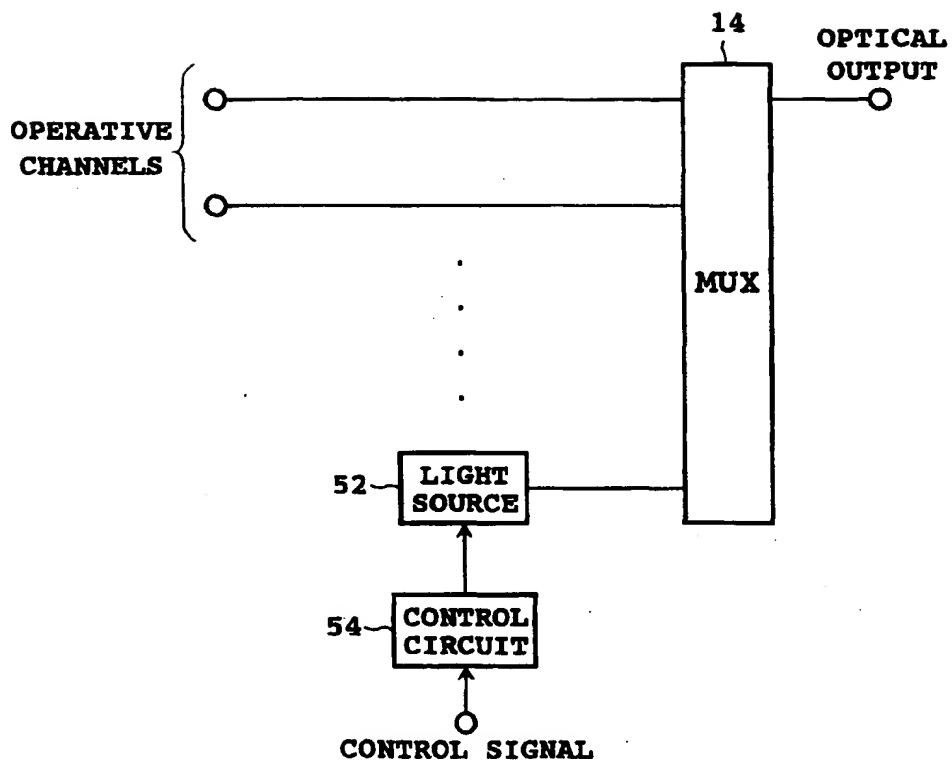 14
OPTICAL
OUTPUT
OPERATIVE
CHANNELS
MUX
52
LIGHT
SOURCE
54
CONTROL
CIRCUIT
CONTROL SIGNAL